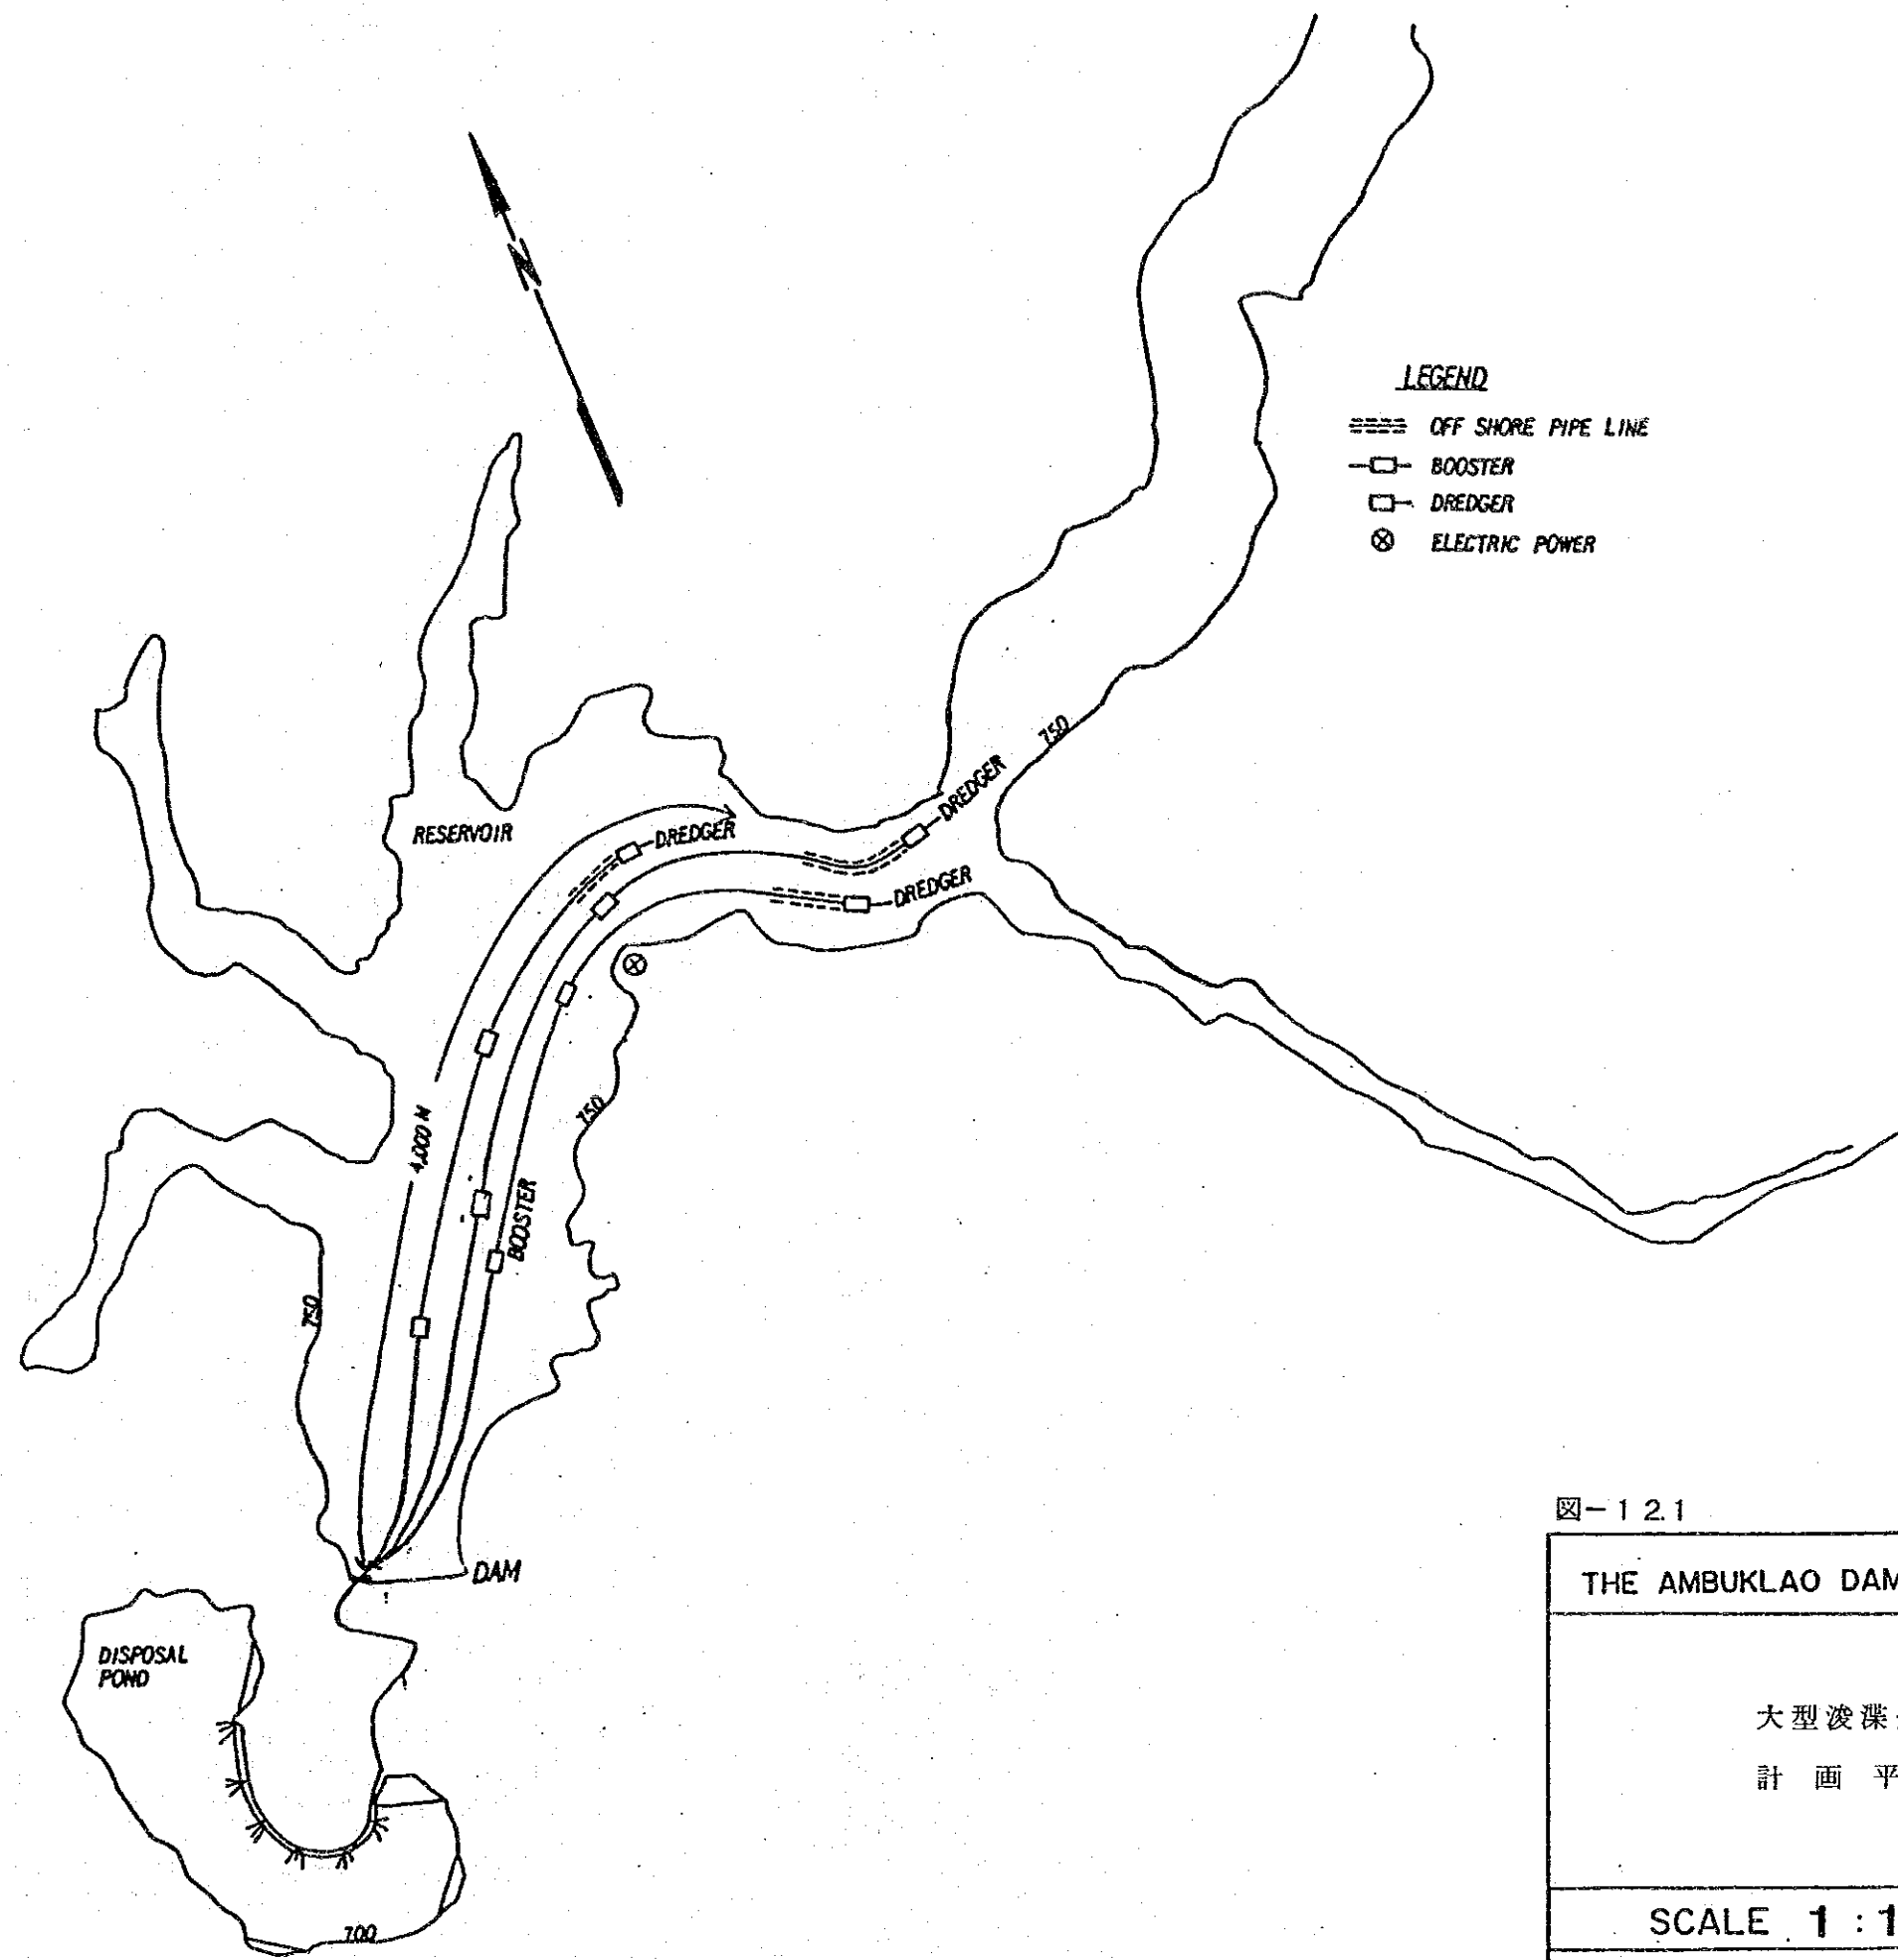 N
LEGEND
OFF SHORE PIPE LINE
BOOSTER
DREDGER
ELECTRIC POWER
750
DREDGER
DREDGER
RESERVOIR
DREDGER
750
4,000 M
BOOSTER
750
DAM
DISPOSAL
POND
700
図-12.1
THE AMBUKLAO DAM
大型浚渫
計 画 平
SCALE 1:1